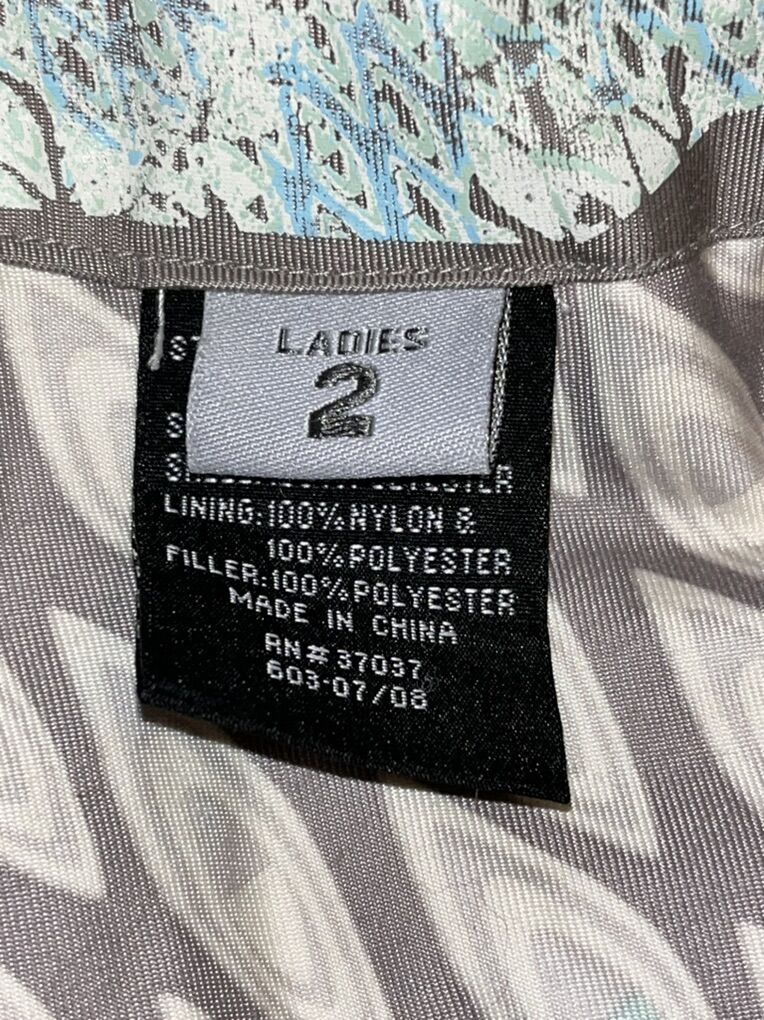 LADIES
2
LINING: 100% NYLON &
100% POLYESTER
FILLER: 100% POLYESTER
MADE IN CHINA
RN# 37037
603-07/08